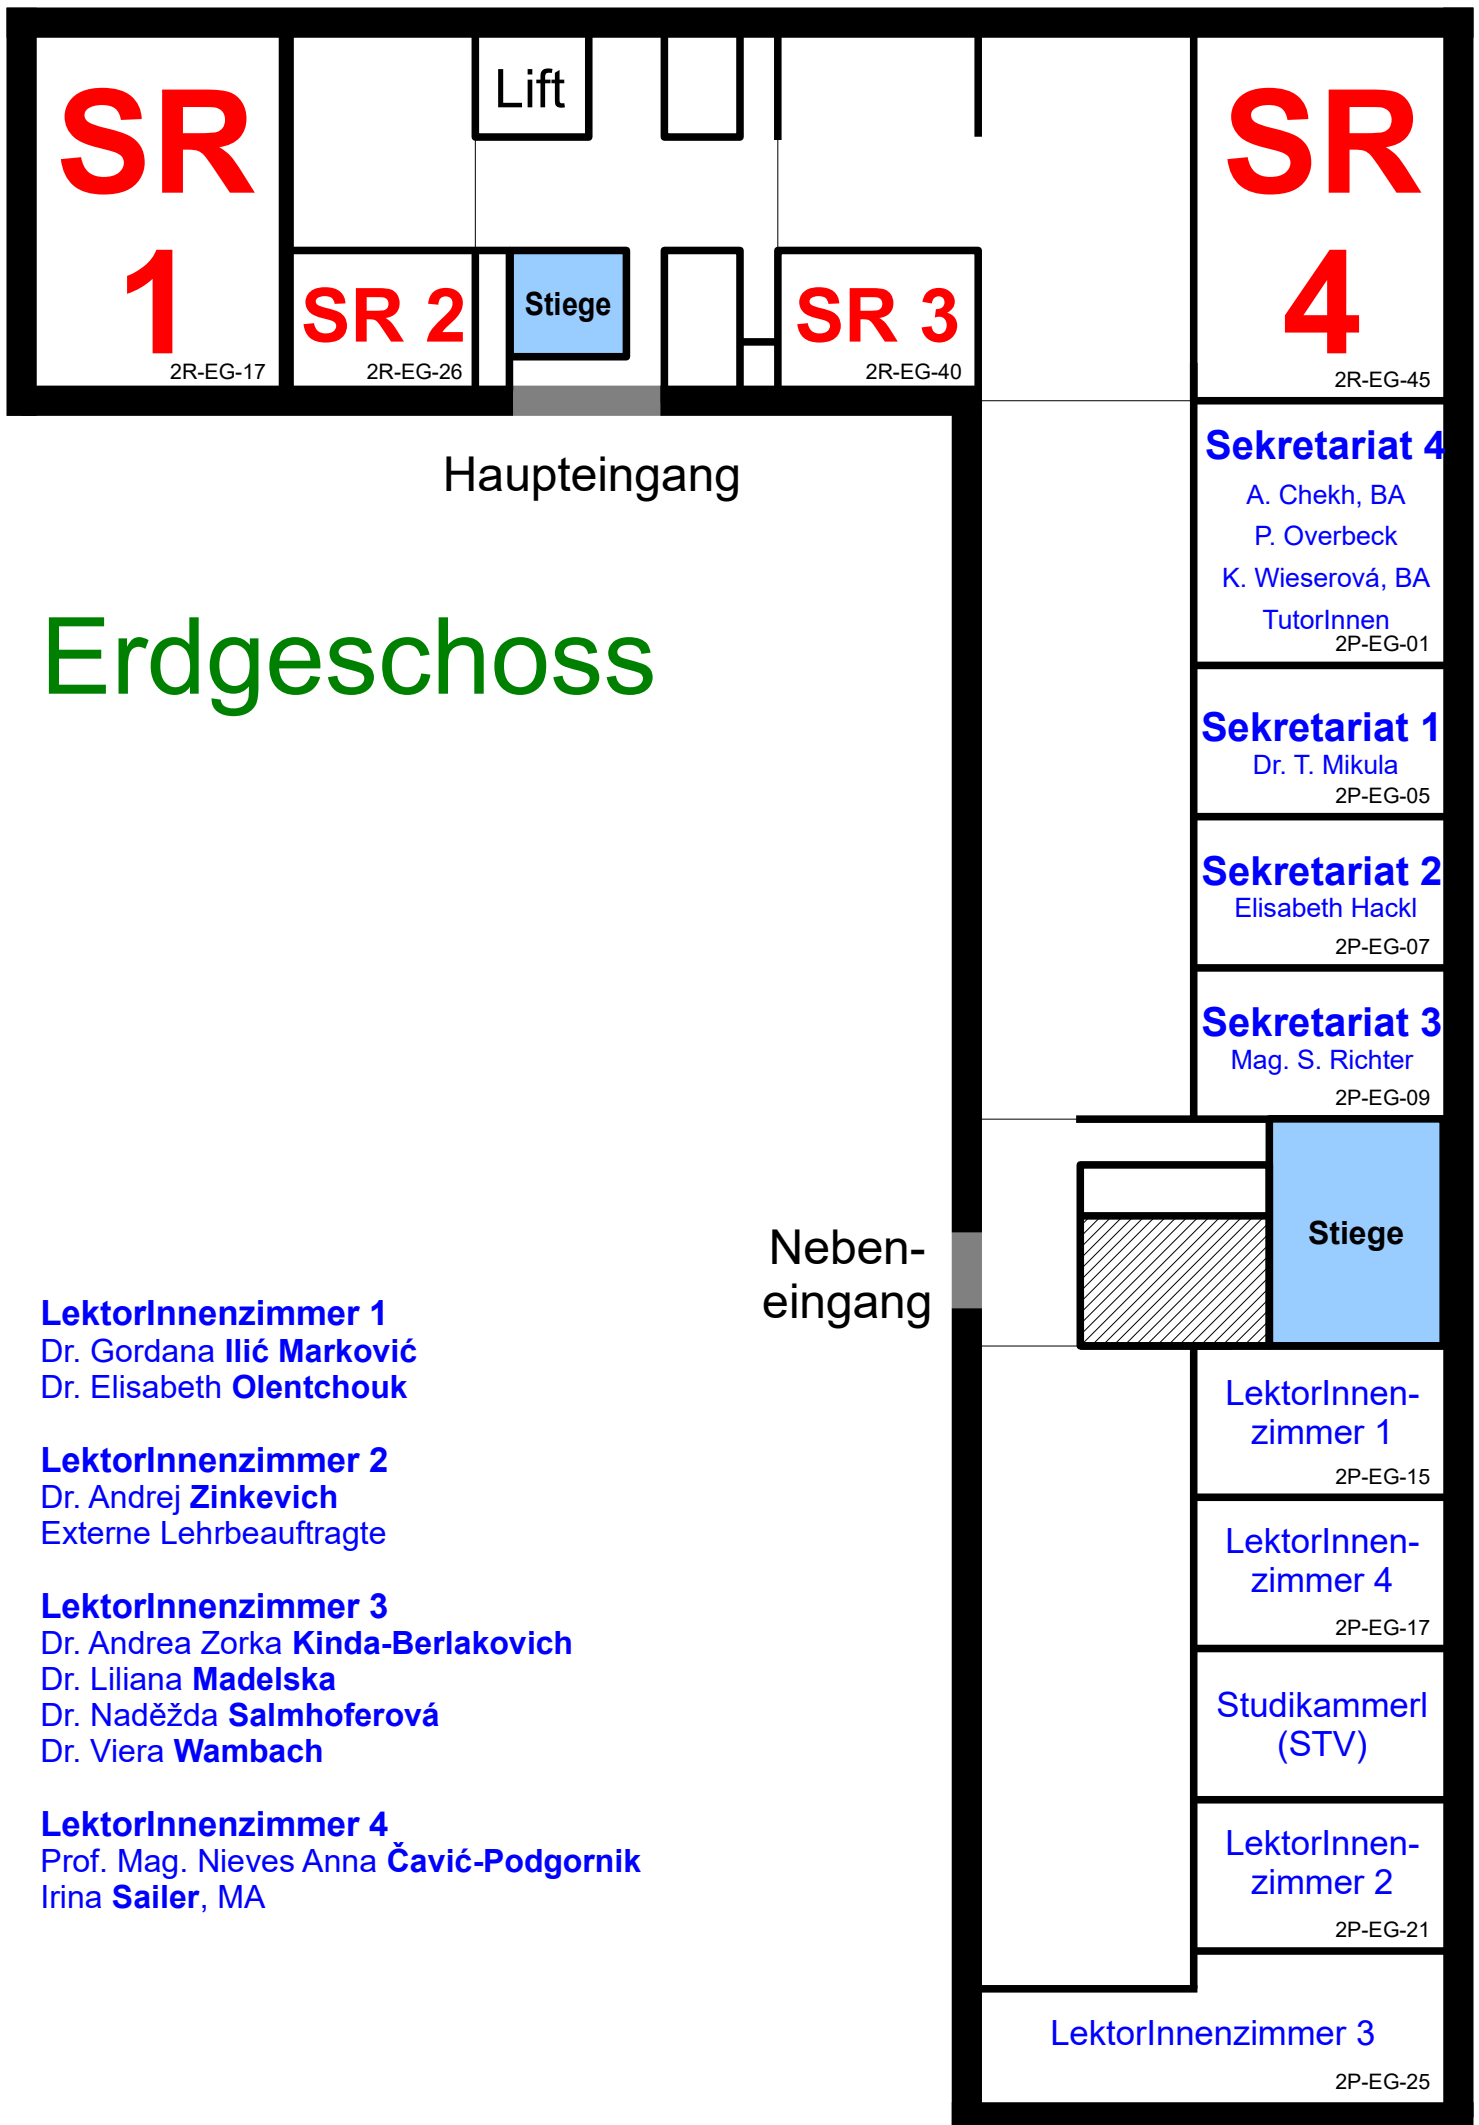 SR
1
2R-EG-17
Lift
SR 2
2R-EG-26
Stiege
SR 3
2R-EG-40
SR
4
2R-EG-45
Haupteingang
Erdgeschoss
Sekretariat 4
A. Chekh, BA
P. Overbeck
K. Wieserová, BA
TutorInnen
2P-EG-01
Sekretariat 1
Dr. T. Mikula
2P-EG-05
Sekretariat 2
Elisabeth Hackl
2P-EG-07
Sekretariat 3
Mag. S. Richter
2P-EG-09
Stiege
Neben-
eingang
LektorInnen-
zimmer 1
2P-EG-15
LektorInnen-
zimmer 4
2P-EG-17
Studikammerl
(STV)
LektorInnen-
zimmer 2
2P-EG-21
LektorInnenzimmer 3
2P-EG-25
LektorInnenzimmer 1
Dr. Gordana Ilić Marković
Dr. Elisabeth Olentchouk
LektorInnenzimmer 2
Dr. Andrej Zinkevich
Externe Lehrbeauftragte
LektorInnenzimmer 3
Dr. Andrea Zorka Kinda-Berlakovich
Dr. Liliana Madelska
Dr. Naděžda Salmhoferová
Dr. Viera Wambach
LektorInnenzimmer 4
Prof. Mag. Nieves Anna Čavić-Podgornik
Irina Sailer, MA